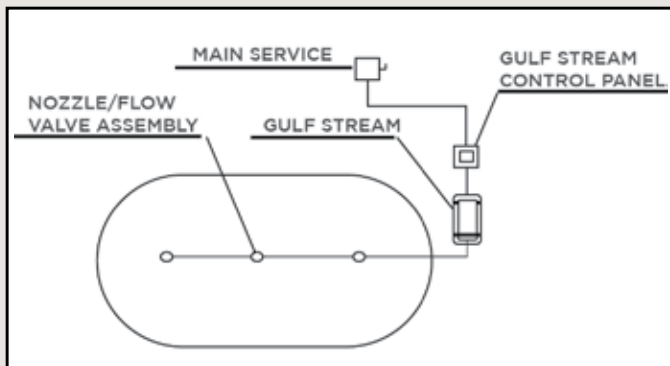 MAIN SERVICE
GULF STREAM
CONTROL PANEL
NOZZLE/FLOW
VALVE ASSEMBLY
GULF STREAM